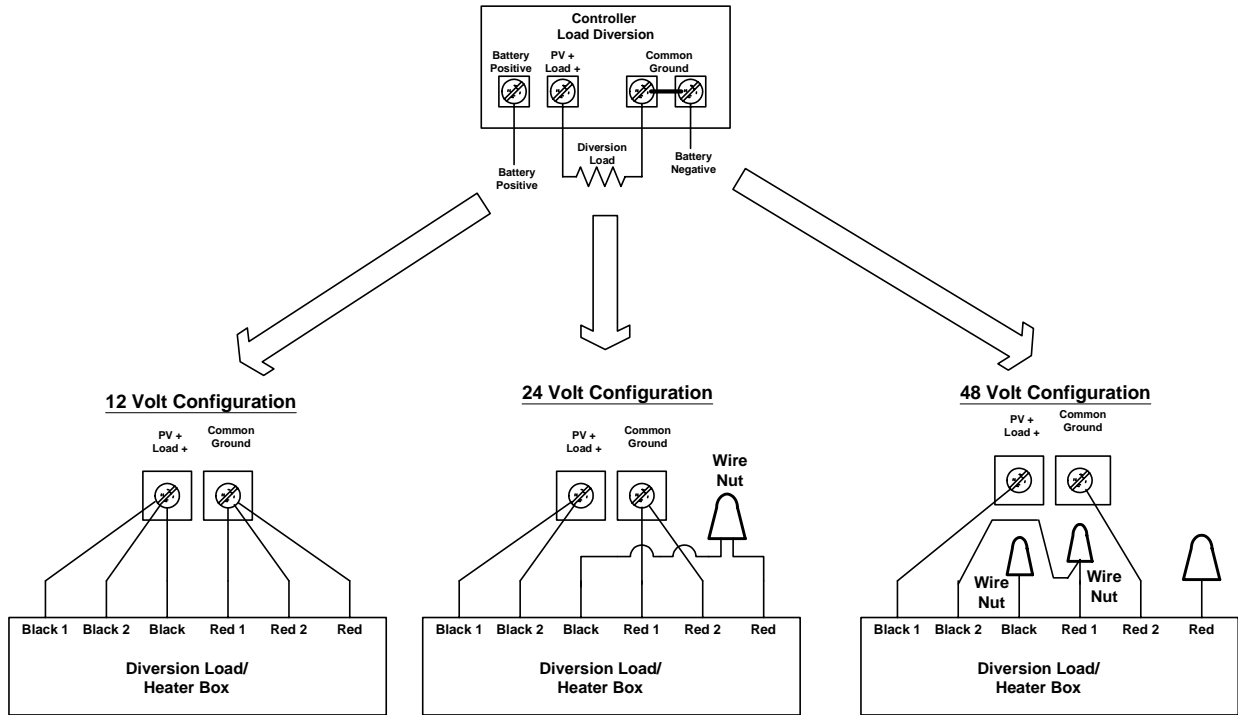 Controller
Load Diversion
Battery
Positive
PV +
Load +
Common
Ground
Diversion
Load
Battery
Positive
Battery
Negative
12 Volt Configuration
PV +
Load +
Common
Ground
Black 1
Black 2
Black
Red 1
Red 2
Red
Diversion Load/
Heater Box
24 Volt Configuration
PV +
Load +
Common
Ground
Wire
Nut
Black 1
Black 2
Black
Red 1
Red 2
Red
Diversion Load/
Heater Box
48 Volt Configuration
PV +
Load +
Common
Ground
Wire
Nut
Wire
Nut
Black 1
Black 2
Black
Red 1
Red 2
Red
Diversion Load/
Heater Box